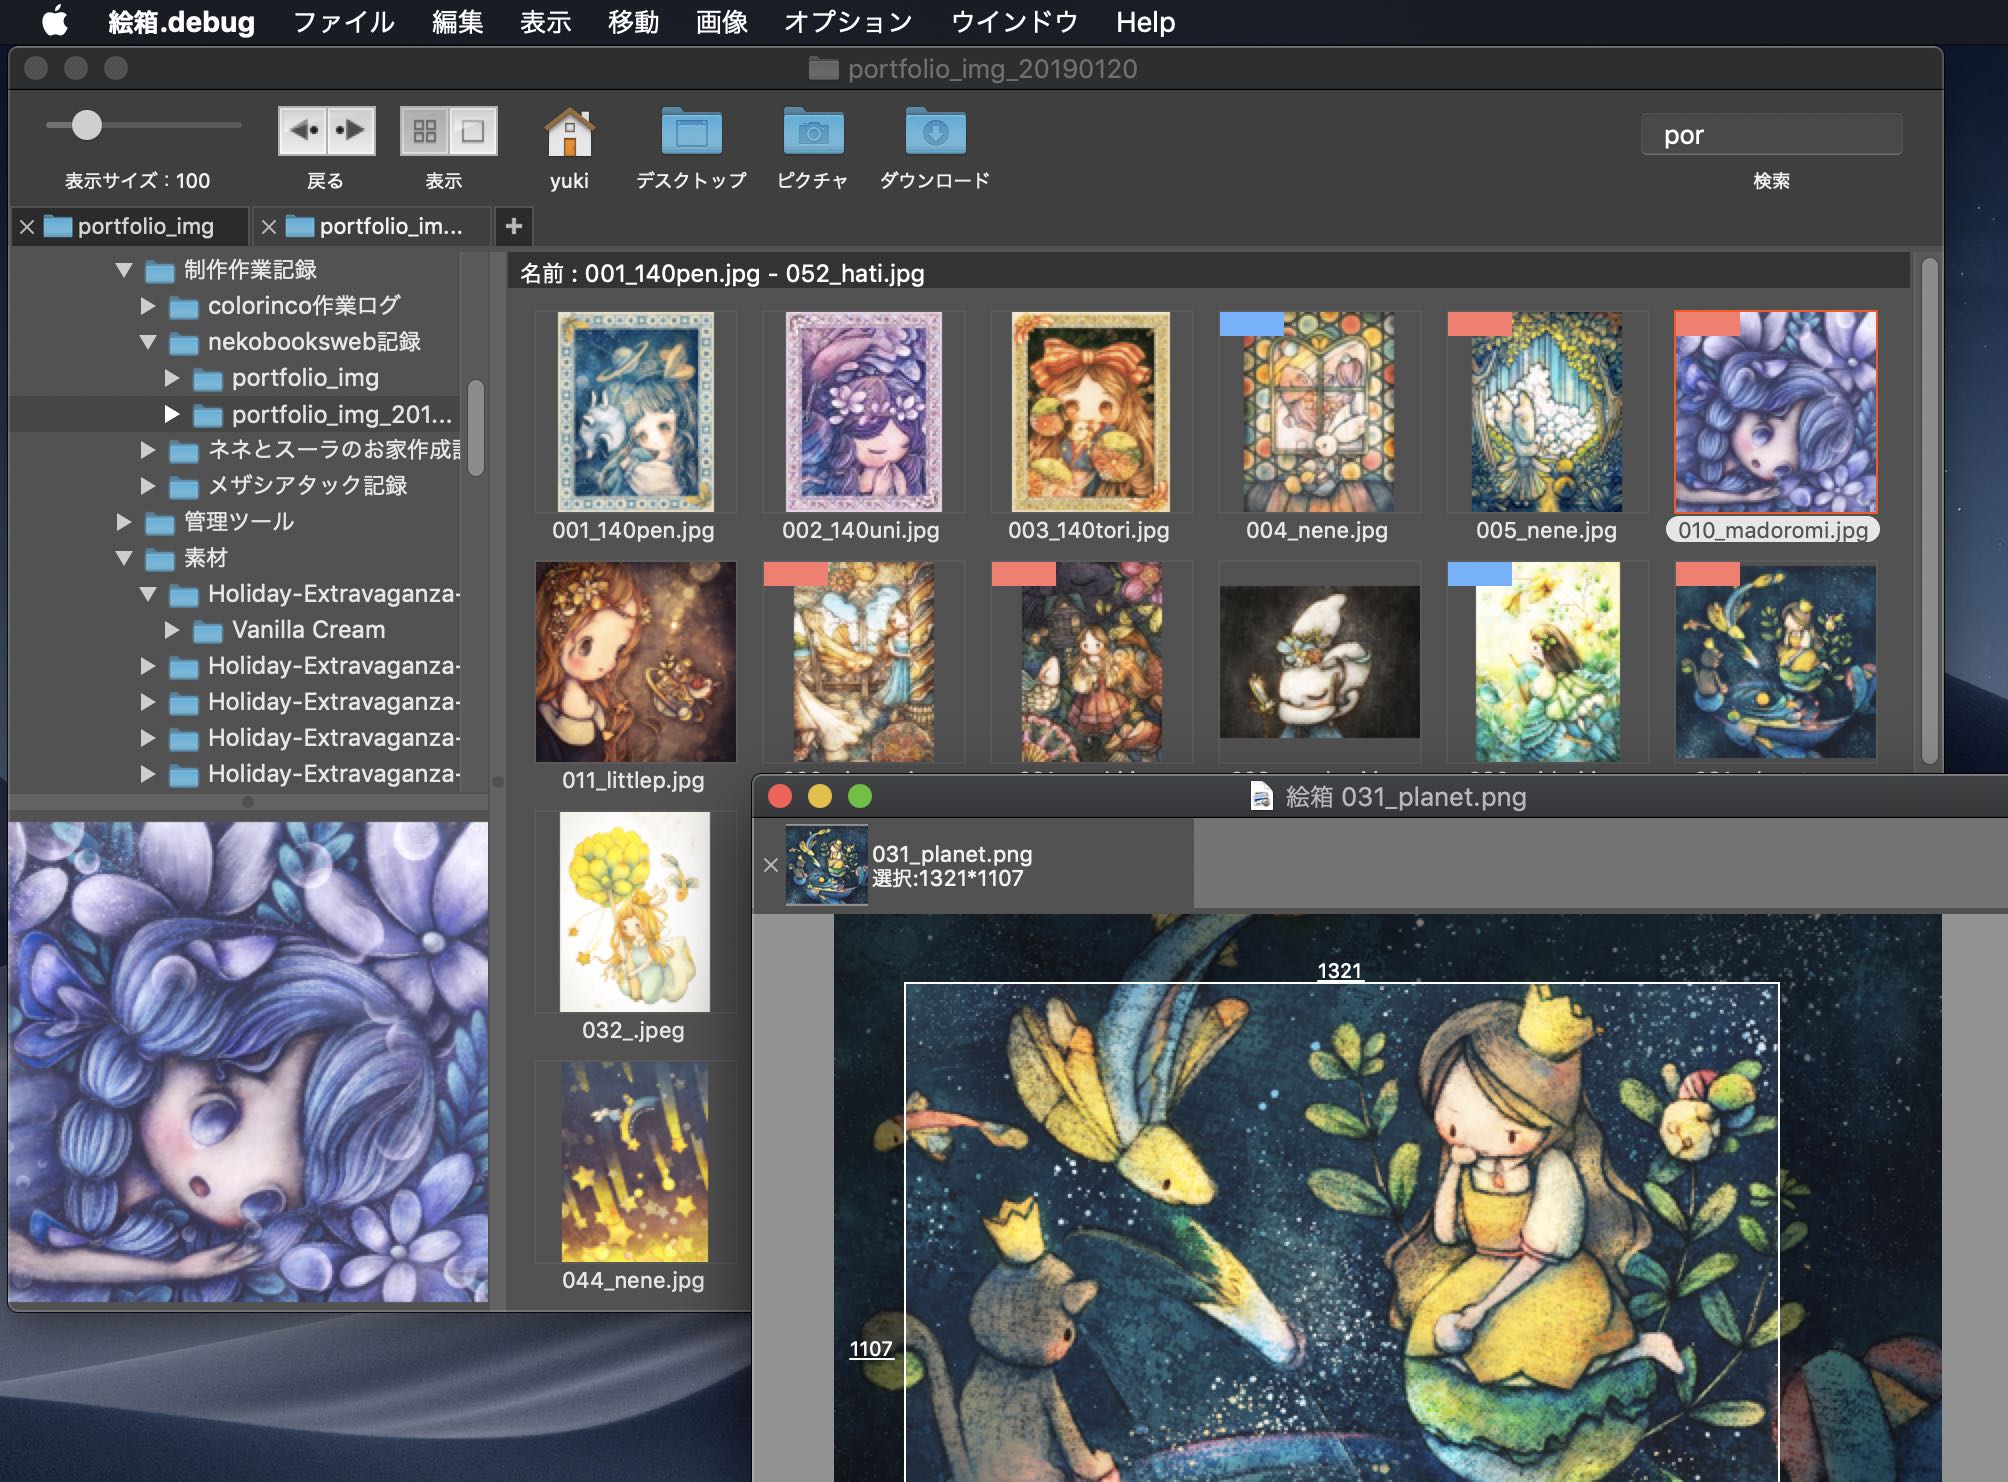 絵箱.debug ファイル 編集 表示 移動 画像 オプション ウインドウ Help
portfolio_img_20190120
por
表示サイズ：100 戻る 表示 yuki デスクトップ ピクチャ ダウンロード 検索
portfolio_img portfolio_im...
制作作業記録
colorinco作業ログ
nekobooksweb記録
portfolio_img
portfolio_img_201...
ネネとスーラのお家作成
メザシアタック記録
管理ツール
素材
Holiday-Extravaganza-
Vanilla Cream
Holiday-Extravaganza-
Holiday-Extravaganza-
Holiday-Extravaganza-
Holiday-Extravaganza-
名前 : 001_140pen.jpg - 052_hati.jpg
001_140pen.jpg 002_140uni.jpg 003_140tori.jpg 004_nene.jpg 005_nene.jpg 010_madoromi.jpg
011_littlep.jpg
032_.jpeg
044_nene.jpg
絵箱 031_planet.png
031_planet.png
選択:1321*1107
1321
1107